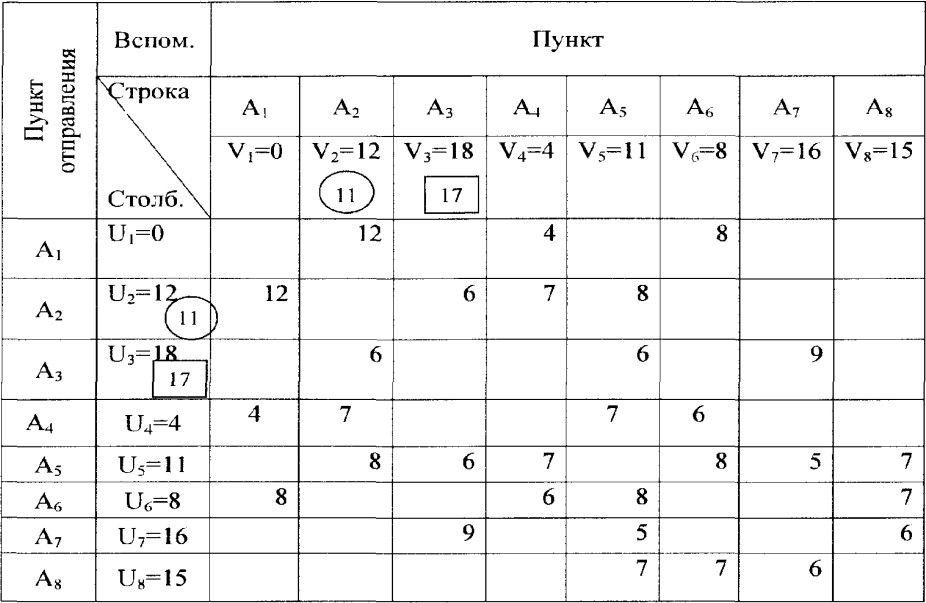 Пункт отправления
Вспом.
Пункт
Строка
Столб.
A₁ A₂ A₃ A₄ A₅ A₆ A₇ A₈
V₁=0 V₂=12 V₃=18 V₄=4 V₅=11 V₆=8 V₇=16 V₈=15
11 17
A₁ U₁=0 12 4 8
A₂ U₂=12 12 6 7 8
11
A₃ U₃=18 6 6 9
17
A₄ U₄=4 4 7 7 6
A₅ U₅=11 8 6 7 8 5 7
A₆ U₆=8 8 6 8 7
A₇ U₇=16 9 5 6
A₈ U₈=15 7 7 6